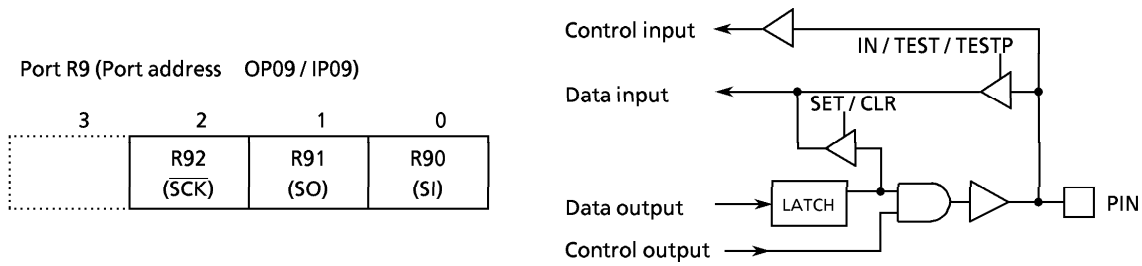 Port R9 (Port address OP09 / IP09)
3 2 1 0
R92 R91 R90
(SCK) (SO) (SI)
Control input
IN / TEST / TESTP
Data input
SET / CLR
Data output
LATCH
PIN
Control output